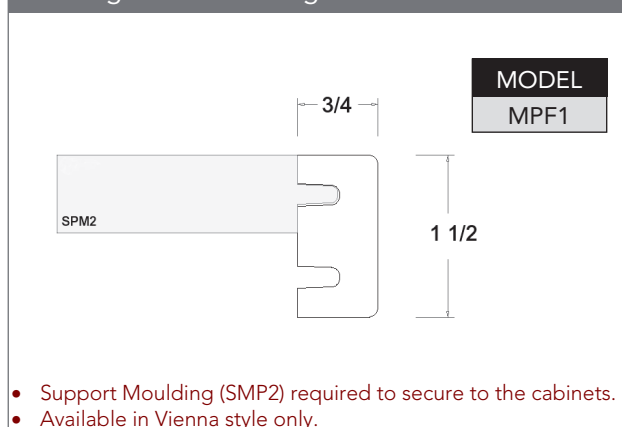 3/4
MODEL
MPF1
SPM2
1 1/2
• Support Moulding (SMP2) required to secure to the cabinets.
• Available in Vienna style only.